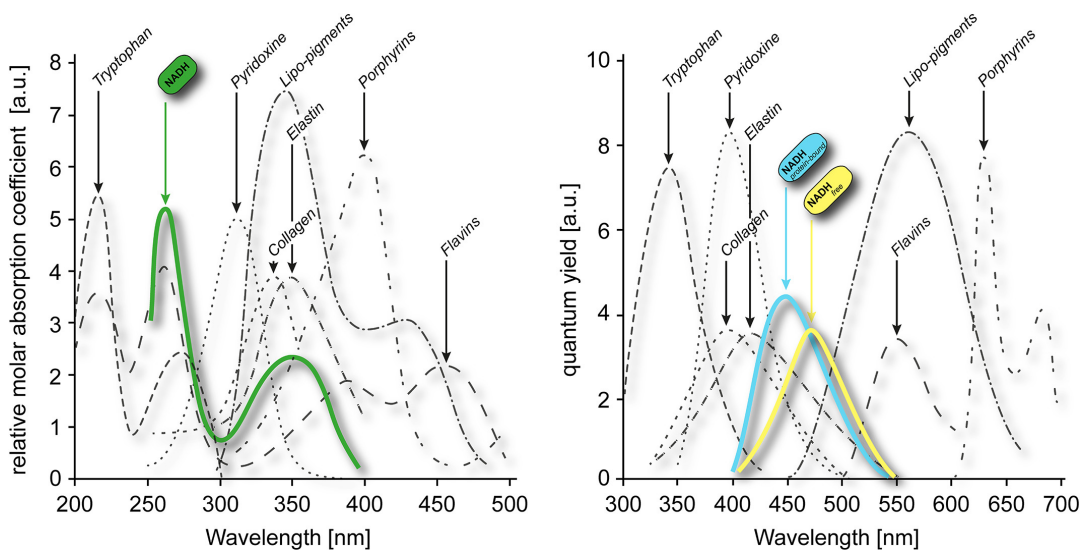 relative molar absorption coefficient [a.u.]
8
7
6
5
4
3
2
1
0
200
250
300
350
400
450
500
Wavelength [nm]
Tryptophan
NADH
Pyridoxine
Lipo-pigments
Elastin
Collagen
Porphyrins
Flavins
quantum yield [a.u.]
10
8
6
4
2
0
300
350
400
450
500
550
600
650
700
Wavelength [nm]
Tryptophan
Pyridoxine
Elastin
Collagen
NADH
protein-bound
NADH
free
Lipo-pigments
Flavins
Porphyrins